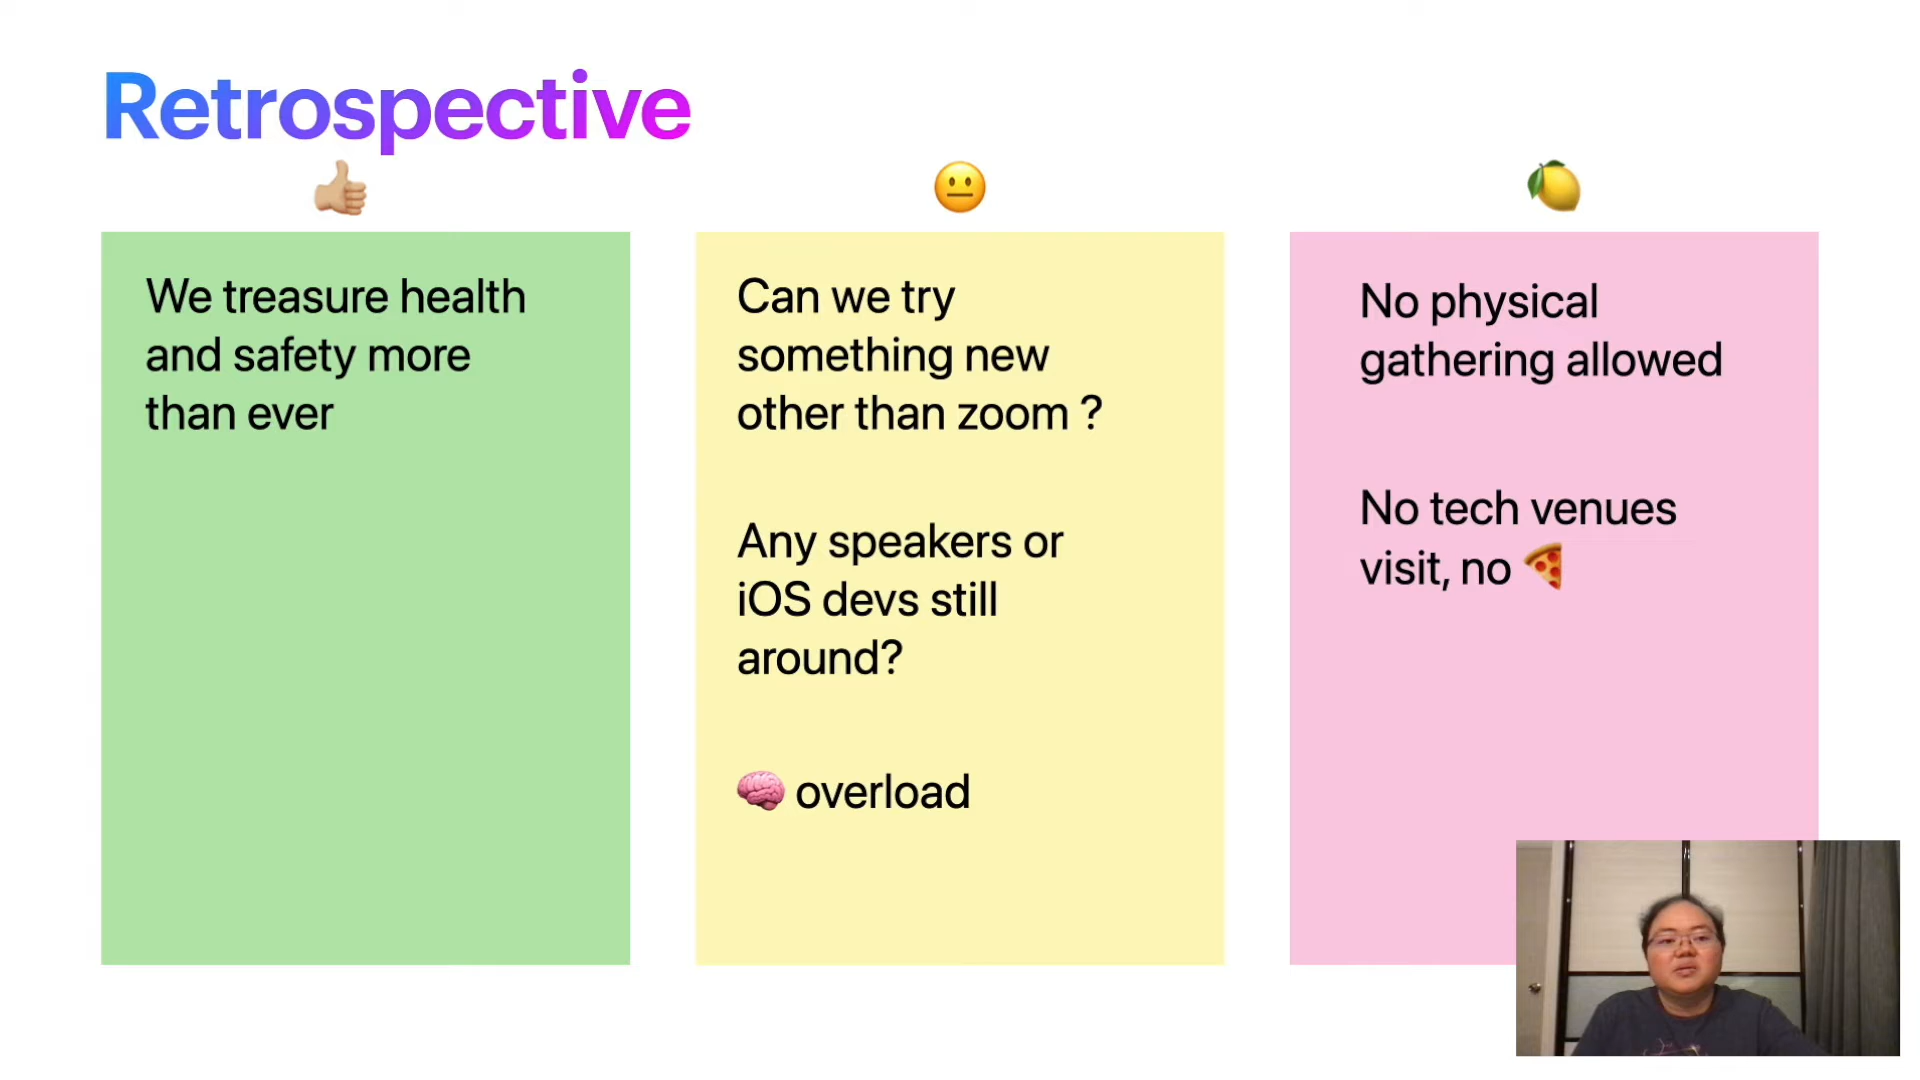 Retrospective
We treasure health
and safety more
than ever
Can we try
something new
other than zoom ?
Any speakers or
iOS devs still
around?
🧠 overload
No physical
gathering allowed
No tech venues
visit, no 🍕